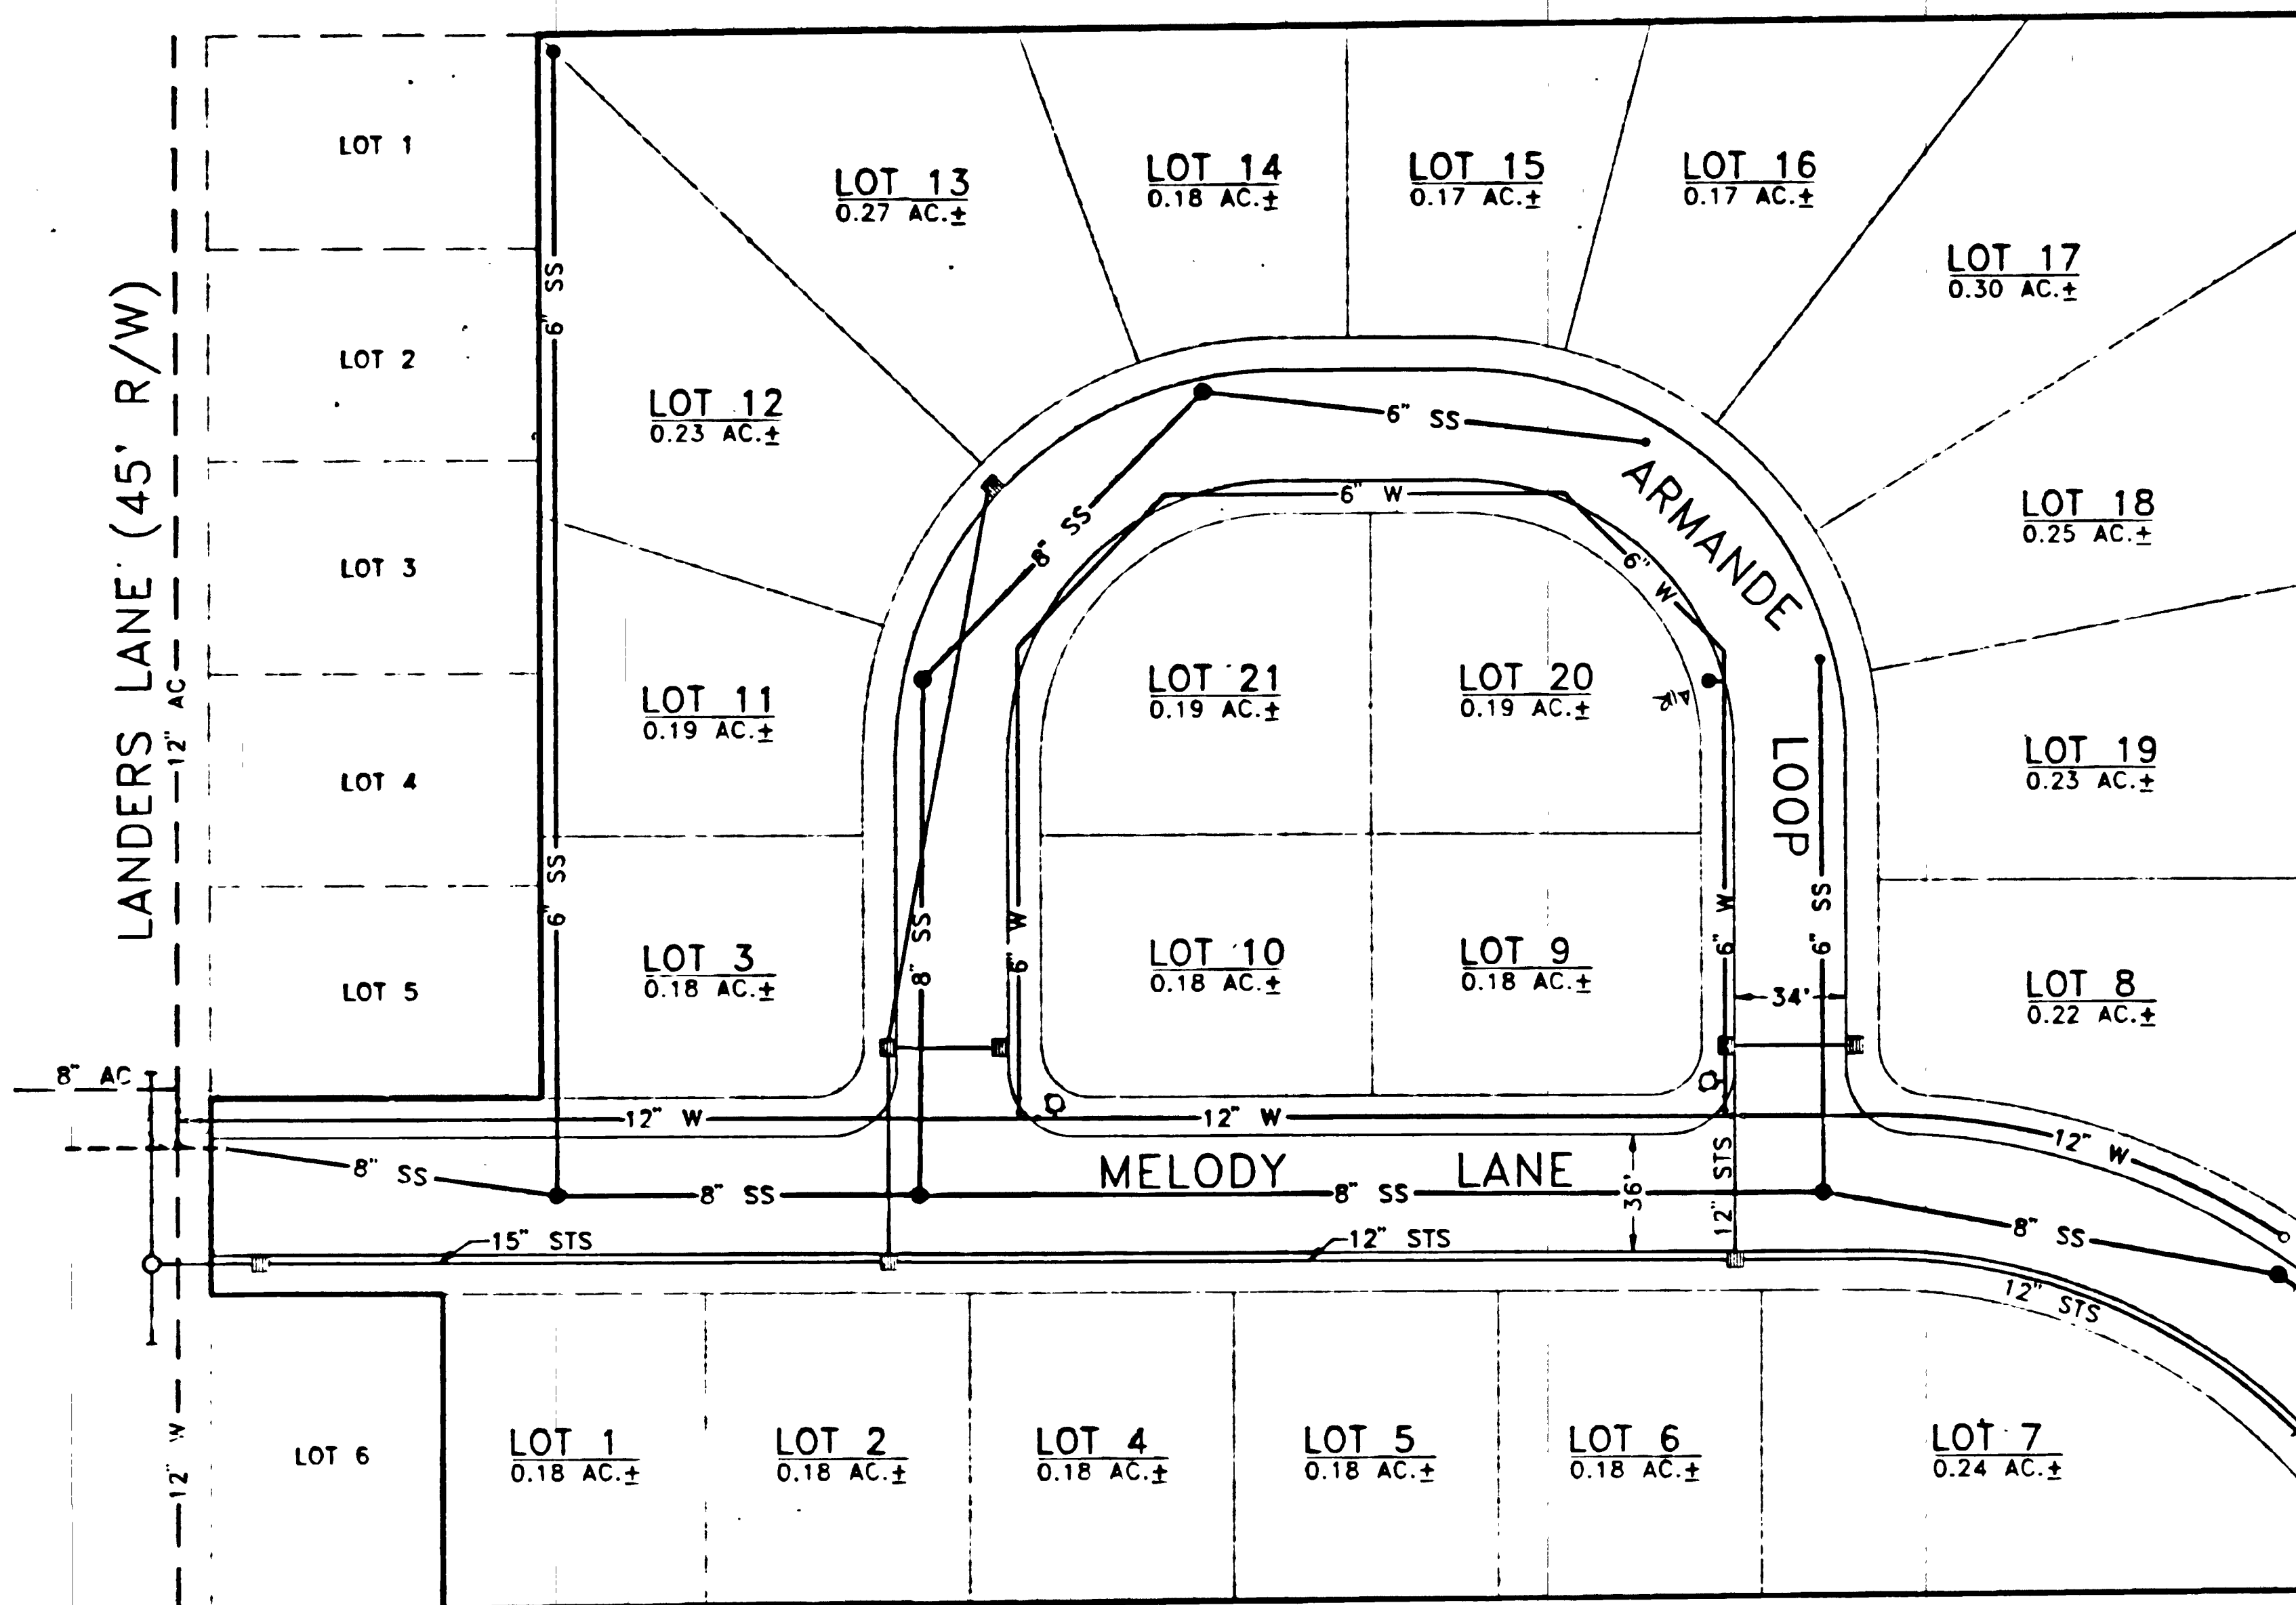 LOT 1
LOT 2
LOT 3
LOT 4
LOT 5
LOT 6
LANDERS LANE (45' R/W)
12" AC
8" AC
12" W
6" SS
6" SS
LOT 13
0.27 AC.±
LOT 14
0.18 AC.±
LOT 15
0.17 AC.±
LOT 16
0.17 AC.±
LOT 17
0.30 AC.±
LOT 12
0.23 AC.±
LOT 18
0.25 AC.±
LOT 11
0.19 AC.±
LOT 21
0.19 AC.±
LOT 20
0.19 AC.±
LOT 19
0.23 AC.±
LOT 3
0.18 AC.±
LOT 10
0.18 AC.±
LOT 9
0.18 AC.±
LOT 8
0.22 AC.±
6" SS
8" SS
6" W
6" W
ARMANDE
LOOP
AIR
8" SS
6" W
6" W
6" SS
34'
12" W
12" W
12" W
8" SS
8" SS
MELODY LANE
8" SS
36'
12" STS
8" SS
15" STS
12" STS
12" STS
LOT 1
0.18 AC.±
LOT 2
0.18 AC.±
LOT 4
0.18 AC.±
LOT 5
0.18 AC.±
LOT 6
0.18 AC.±
LOT 7
0.24 AC.±